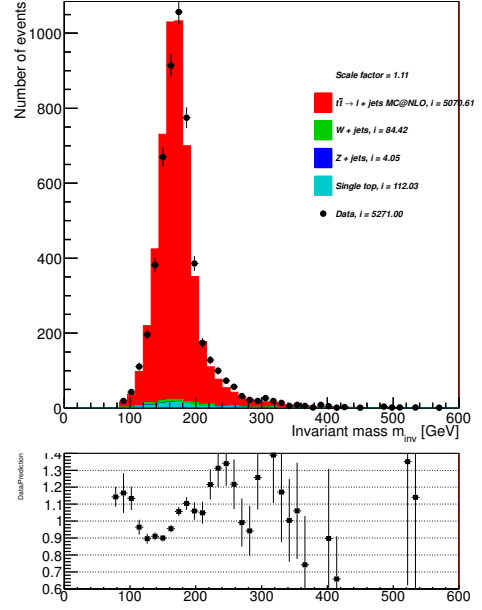 Number of events
1000
800
600
400
200
0
Scale factor = 1.11
tt̄ → l + jets MC@NLO, i = 5070.61
W + jets, i = 84.42
Z + jets, i = 4.05
Single top, i = 112.03
Data, i = 5271.00
0 100 200 300 400 500 600
Invariant mass m_inv [GeV]
Data/Prediction
1.4
1.3
1.2
1.1
1
0.9
0.8
0.7
0.6
0 100 200 300 400 500 600